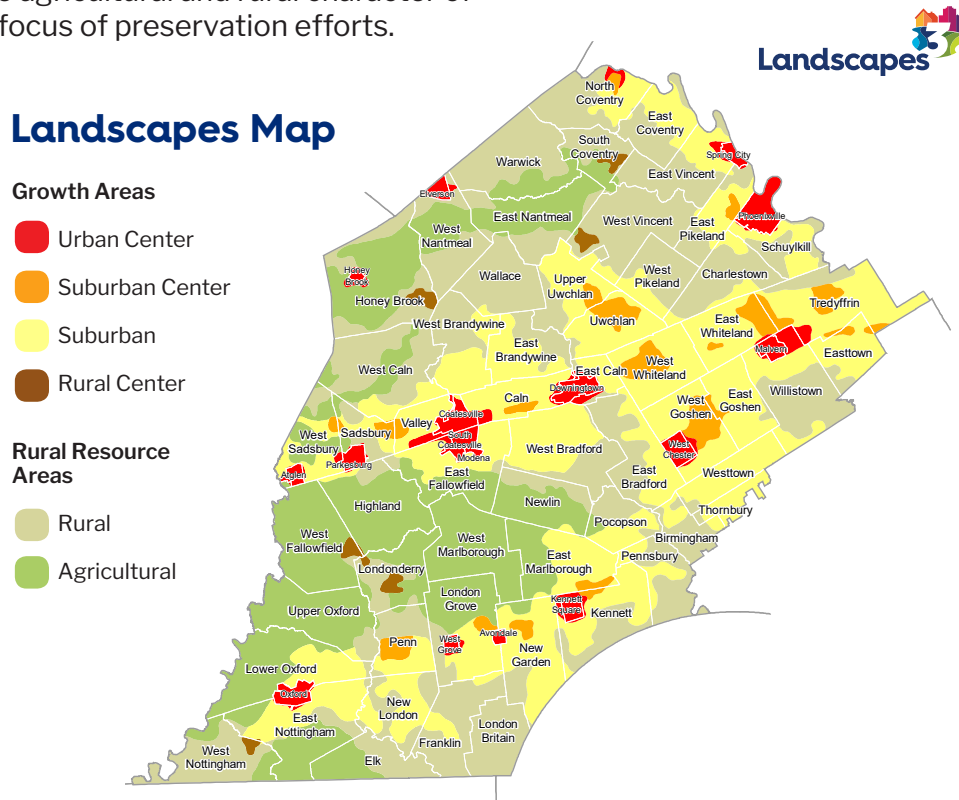 focus of preservation efforts.
Landscapes
Landscapes Map
Growth Areas
Urban Center
Suburban Center
Suburban
Rural Center
Rural Resource
Areas
Rural
Agricultural
North
Coventry
East
Coventry
South
Coventry
Warwick
Spring City
East Vincent
Elverson
East Nantmeal
West Vincent
East
Pikeland
Phoenixville
West
Nantmeal
Schuylkill
Honey
Brook
Honey Brook
Wallace
Upper
Uwchlan
West
Pikeland
Charlestown
Tredyffrin
West Brandywine
Uwchlan
East
Whiteland
Malvern
Easttown
East
Brandywine
West Caln
East Caln
West
Whiteland
Downingtown
Willistown
Caln
West
Goshen
East
Goshen
Coatesville
Valley
Sadsbury
West
Sadsbury
South
Coatesville
Modena
West Bradford
West
Chester
Parkesburg
Atglen
East
Fallowfield
East
Bradford
Westtown
Highland
Newlin
Thornbury
Pocopson
Birmingham
West
Fallowfield
West
Marlborough
East
Marlborough
Pennsbury
Londonderry
London
Grove
Kennett
Square
Kennett
Upper Oxford
Penn
West
Grove
Avondale
New
Garden
Lower Oxford
Oxford
New
London
East
Nottingham
London
Britain
Franklin
West
Nottingham
Elk